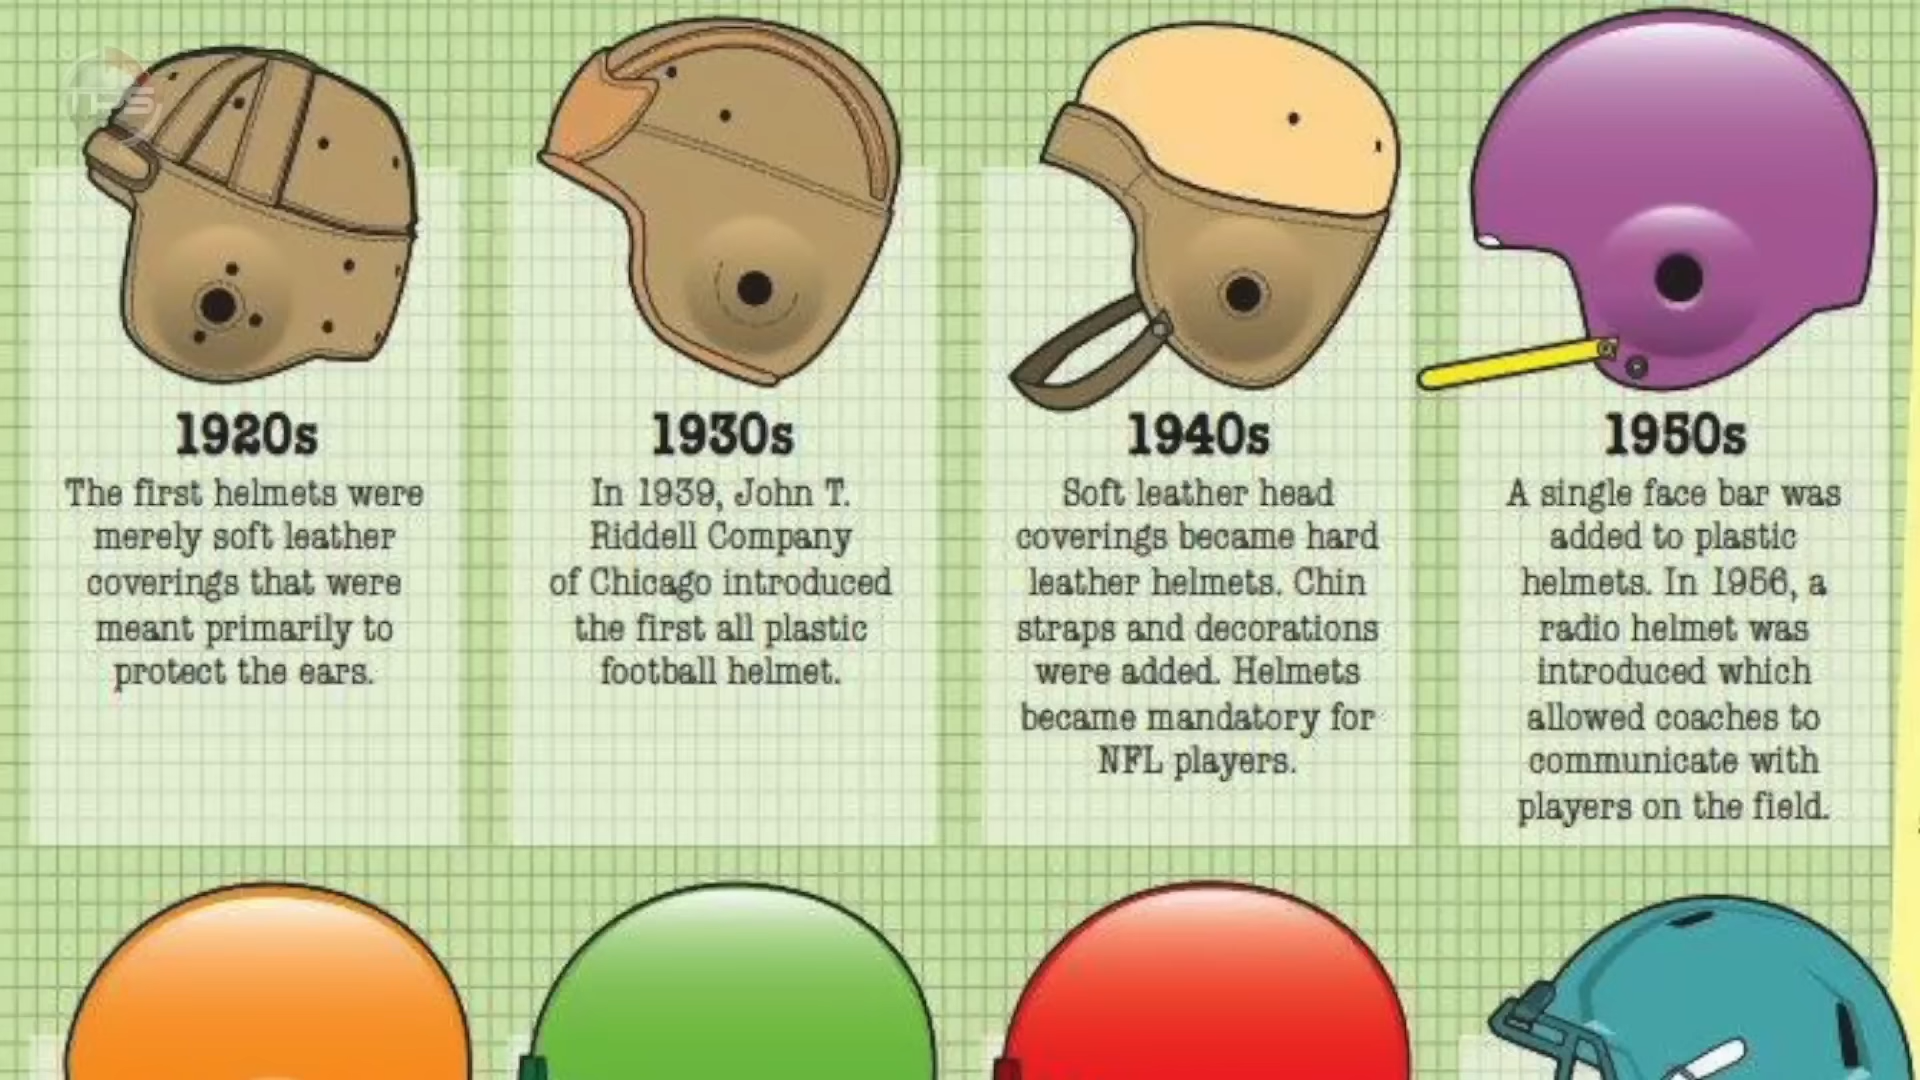 TPS
1920s
The first helmets were
merely soft leather
coverings that were
meant primarily to
protect the ears.
1930s
In 1939, John T.
Riddell Company
of Chicago introduced
the first all plastic
football helmet.
1940s
Soft leather head
coverings became hard
leather helmets. Chin
straps and decorations
were added. Helmets
became mandatory for
NFL players.
1950s
A single face bar was
added to plastic
helmets. In 1956, a
radio helmet was
introduced which
allowed coaches to
communicate with
players on the field.